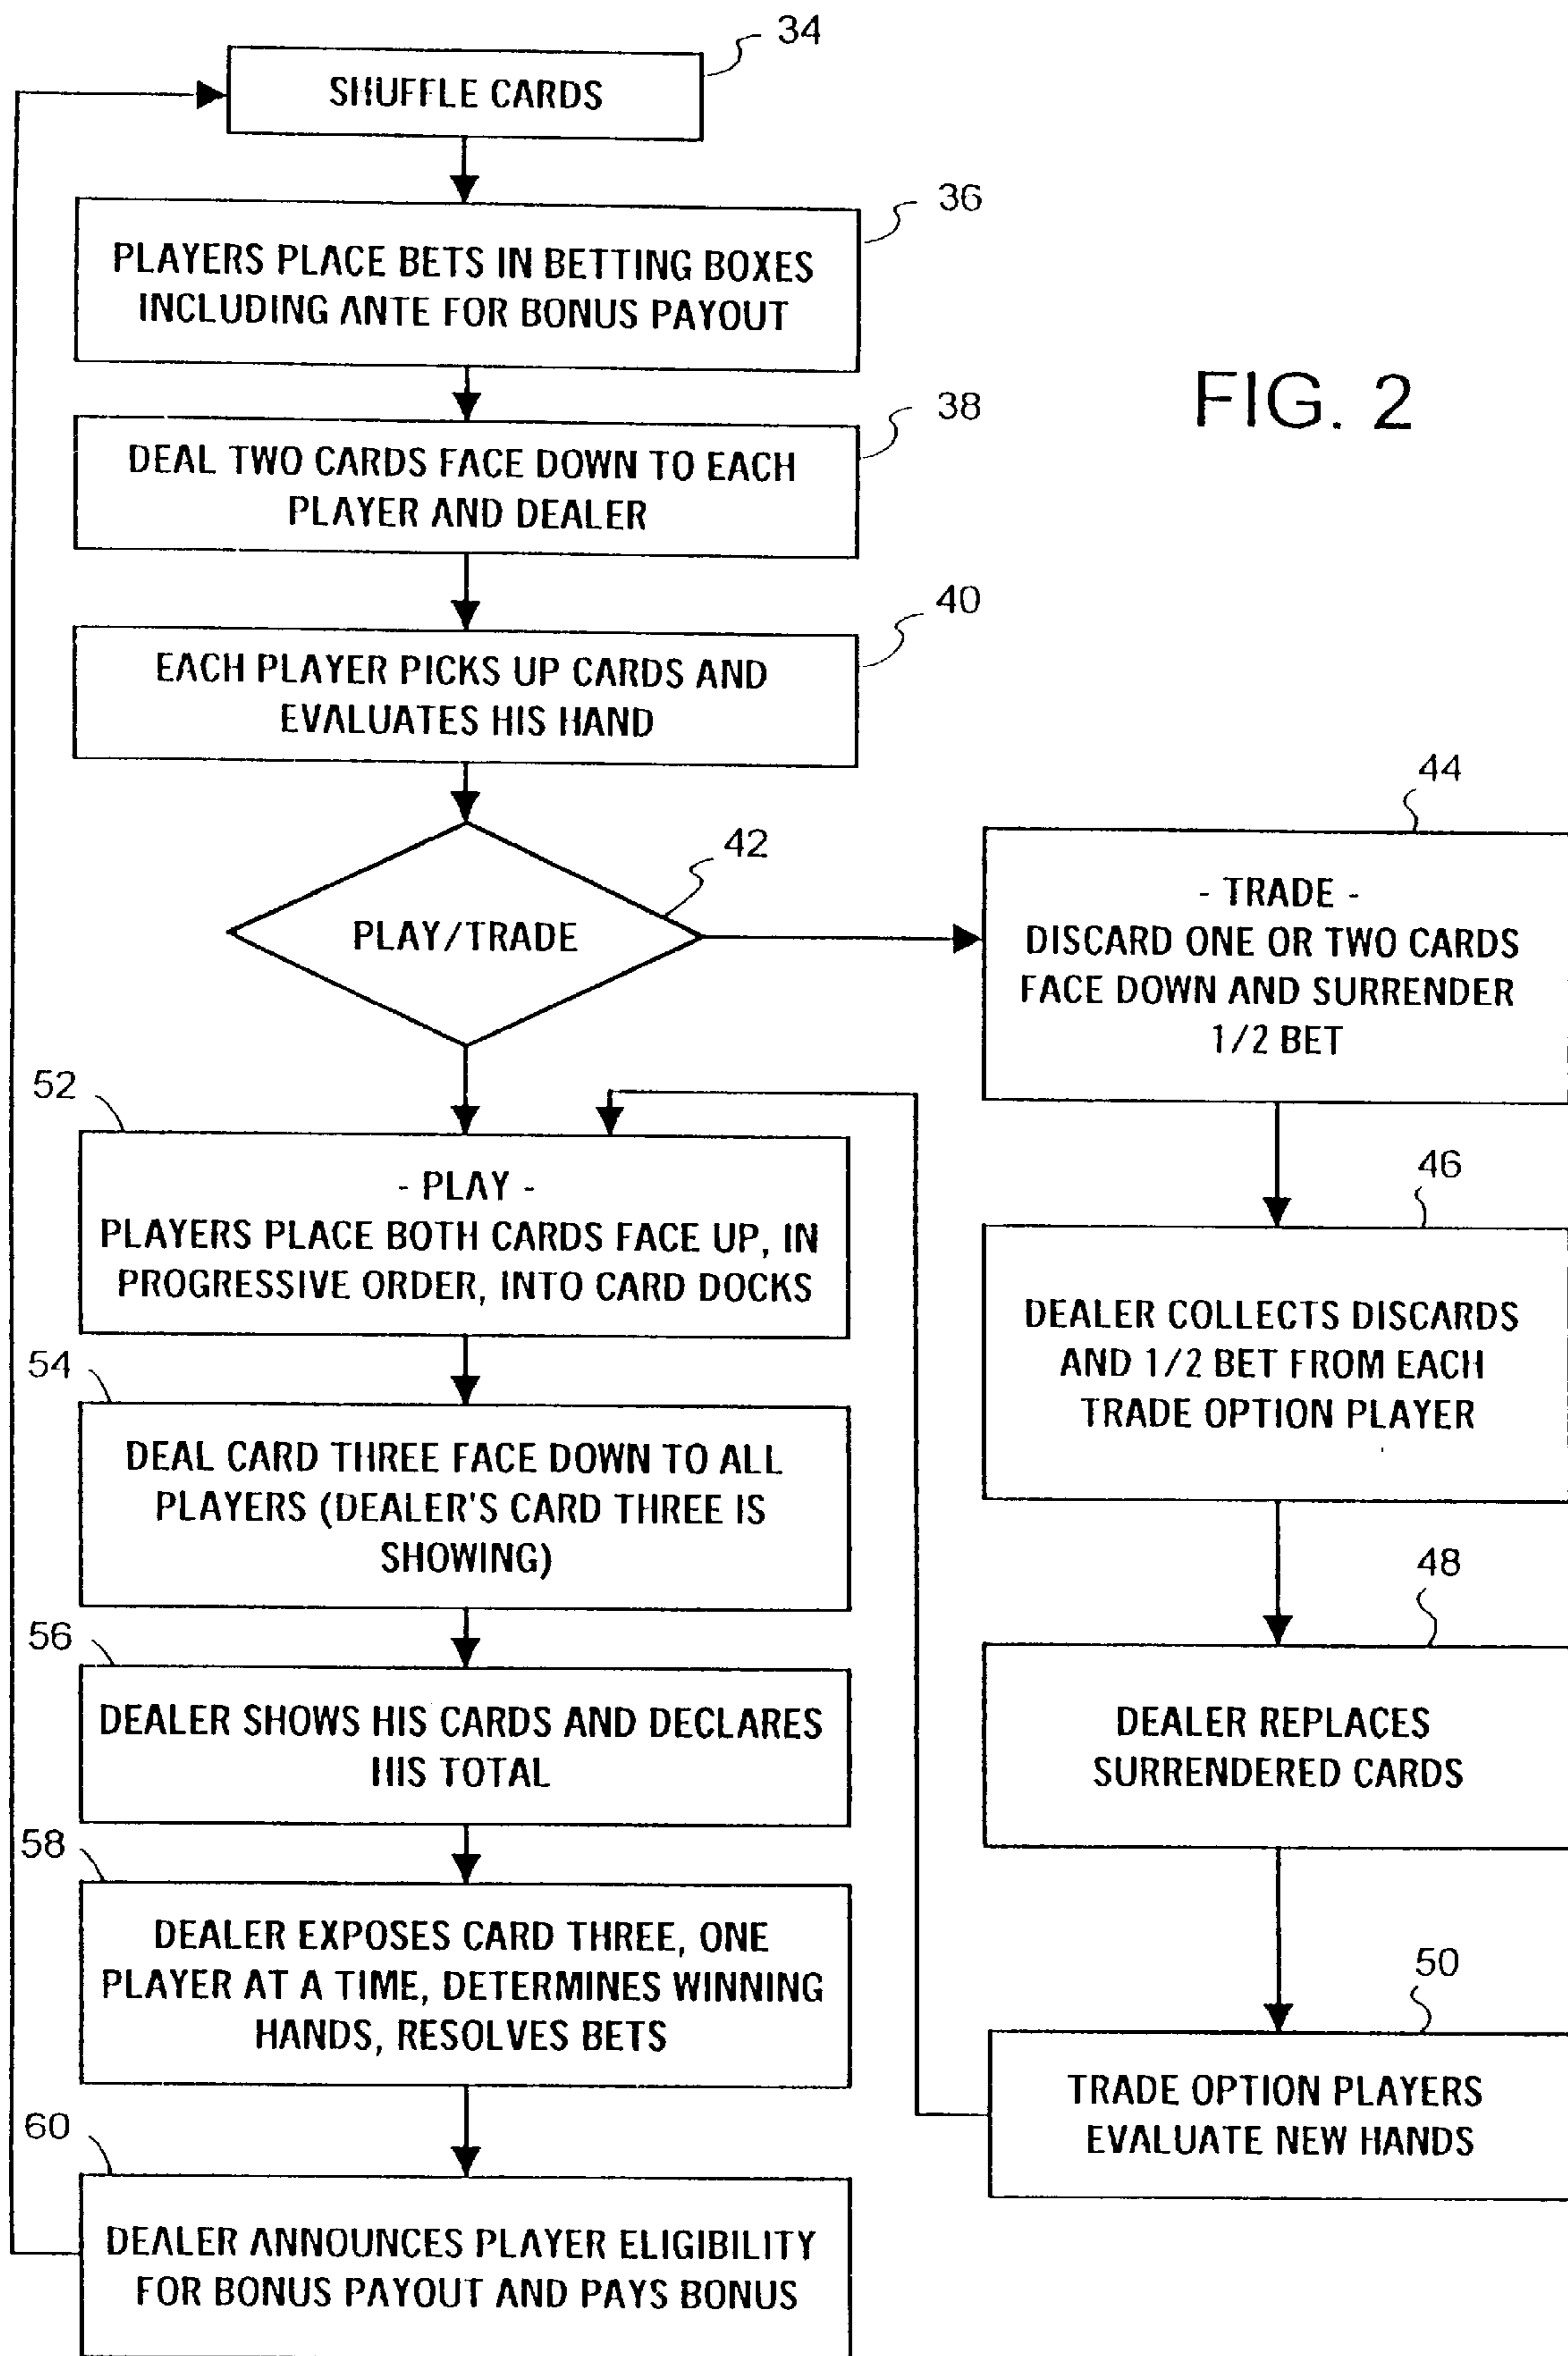 34
SHUFFLE CARDS
36
PLAYERS PLACE BETS IN BETTING BOXES
INCLUDING ANTE FOR BONUS PAYOUT
FIG. 2
38
DEAL TWO CARDS FACE DOWN TO EACH
PLAYER AND DEALER
40
EACH PLAYER PICKS UP CARDS AND
EVALUATES HIS HAND
42
PLAY/TRADE
44
- TRADE -
DISCARD ONE OR TWO CARDS
FACE DOWN AND SURRENDER
1/2 BET
46
DEALER COLLECTS DISCARDS
AND 1/2 BET FROM EACH
TRADE OPTION PLAYER
48
DEALER REPLACES
SURRENDERED CARDS
50
TRADE OPTION PLAYERS
EVALUATE NEW HANDS
52
- PLAY -
PLAYERS PLACE BOTH CARDS FACE UP, IN
PROGRESSIVE ORDER, INTO CARD DOCKS
54
DEAL CARD THREE FACE DOWN TO ALL
PLAYERS (DEALER'S CARD THREE IS
SHOWING)
56
DEALER SHOWS HIS CARDS AND DECLARES
HIS TOTAL
58
DEALER EXPOSES CARD THREE, ONE
PLAYER AT A TIME, DETERMINES WINNING
HANDS, RESOLVES BETS
60
DEALER ANNOUNCES PLAYER ELIGIBILITY
FOR BONUS PAYOUT AND PAYS BONUS